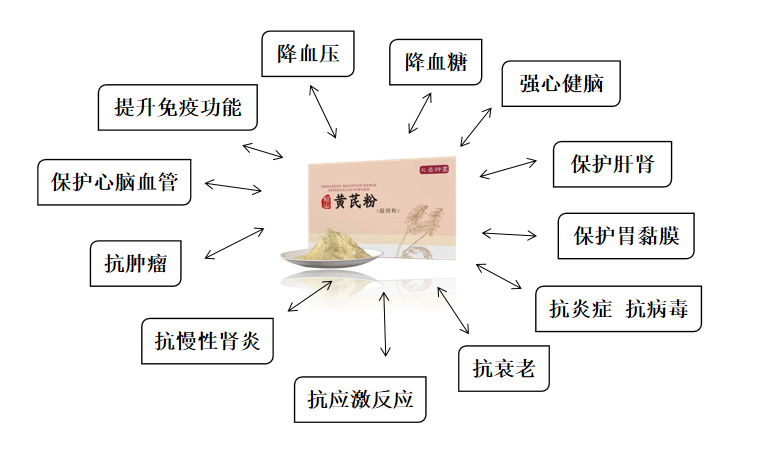 降血压
降血糖
强心健脑
提升免疫功能
保护肝肾
保护心脑血管
黄芪粉
保护胃黏膜
抗肿瘤
抗炎症 抗病毒
抗慢性肾炎
抗衰老
抗应激反应